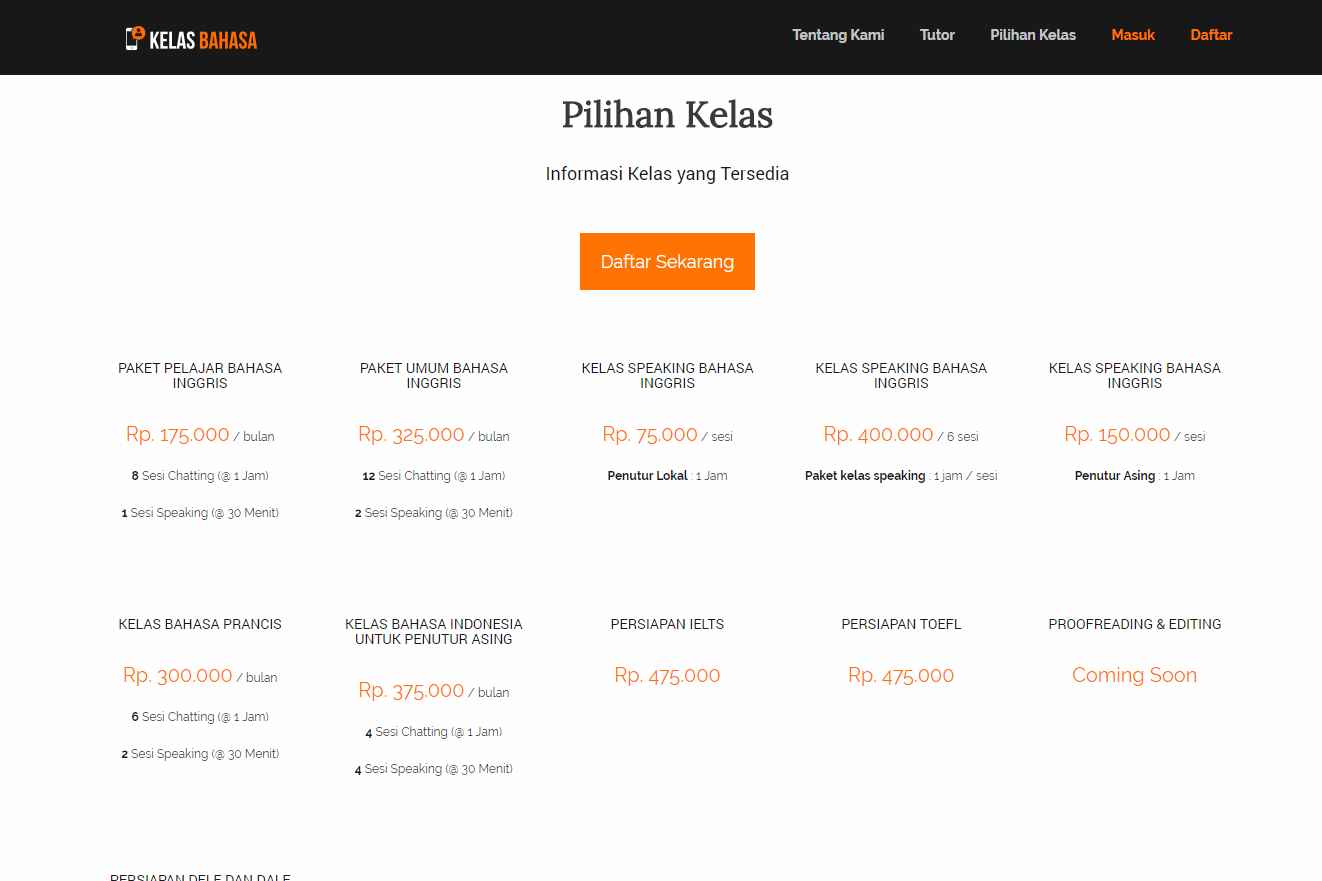 KELAS BAHASA
Tentang Kami
Tutor
Pilihan Kelas
Masuk
Daftar
Pilihan Kelas
Informasi Kelas yang Tersedia
Daftar Sekarang
PAKET PELAJAR BAHASA
INGGRIS
Rp. 175.000 / bulan
8 Sesi Chatting (@ 1 Jam)
1 Sesi Speaking (@ 30 Menit)
PAKET UMUM BAHASA
INGGRIS
Rp. 325.000 / bulan
12 Sesi Chatting (@ 1 Jam)
2 Sesi Speaking (@ 30 Menit)
KELAS SPEAKING BAHASA
INGGRIS
Rp. 75.000 / sesi
Penutur Lokal : 1 Jam
KELAS SPEAKING BAHASA
INGGRIS
Rp. 400.000 / 6 sesi
Paket kelas speaking : 1 jam / sesi
KELAS SPEAKING BAHASA
INGGRIS
Rp. 150.000 / sesi
Penutur Asing : 1 Jam
KELAS BAHASA PRANCIS
Rp. 300.000 / bulan
6 Sesi Chatting (@ 1 Jam)
2 Sesi Speaking (@ 30 Menit)
KELAS BAHASA INDONESIA
UNTUK PENUTUR ASING
Rp. 375.000 / bulan
4 Sesi Chatting (@ 1 Jam)
4 Sesi Speaking (@ 30 Menit)
PERSIAPAN IELTS
Rp. 475.000
PERSIAPAN TOEFL
Rp. 475.000
PROOFREADING & EDITING
Coming Soon
PERSIAPAN DELF DAN DALF